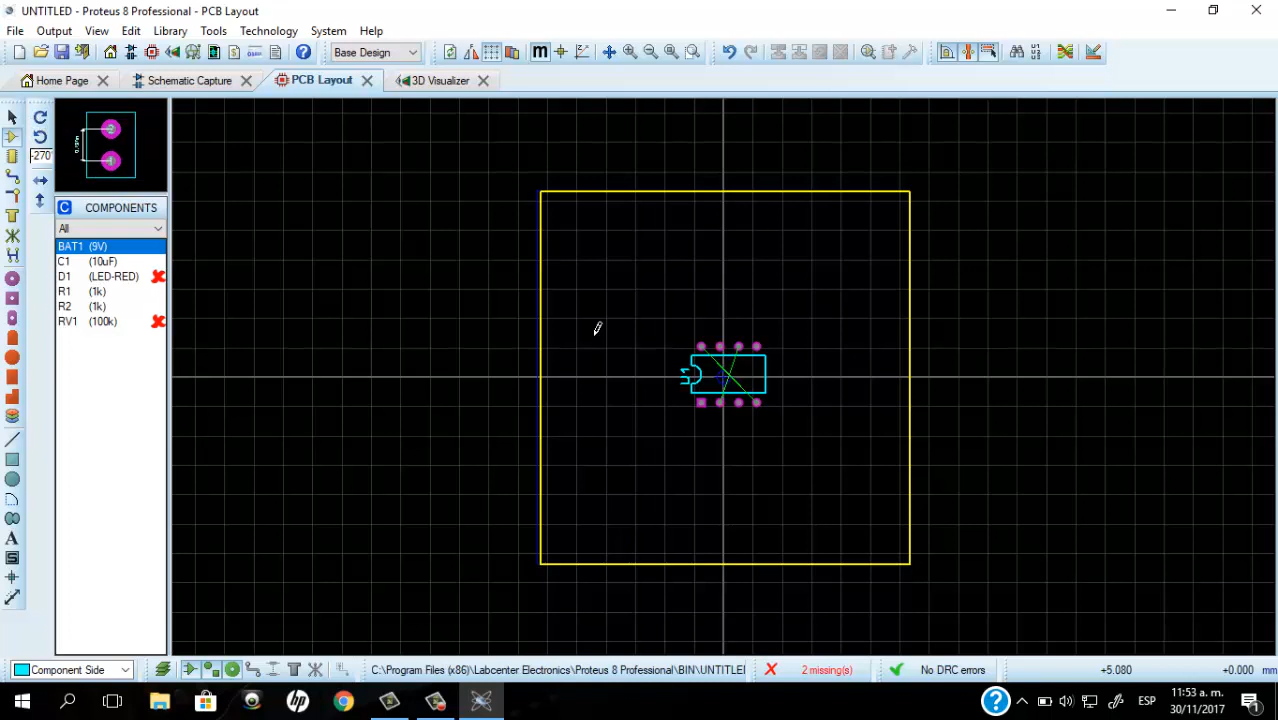 UNTITLED - Proteus 8 Professional - PCB Layout
File Output View Edit Library Tools Technology System Help
Base Design
Home Page Schematic Capture PCB Layout 3D Visualizer
-270
C COMPONENTS
All
BAT1 (9V)
C1 (10uF)
D1 (LED-RED)
R1 (1k)
R2 (1k)
RV1 (100k)
U1
Component Side C:\Program Files (x86)\Labcenter Electronics\Proteus 8 Professional\BIN\UNTITLE 2 missing(s) No DRC errors +5.080 +0.000 mm
ESP
11:53 a. m.
30/11/2017